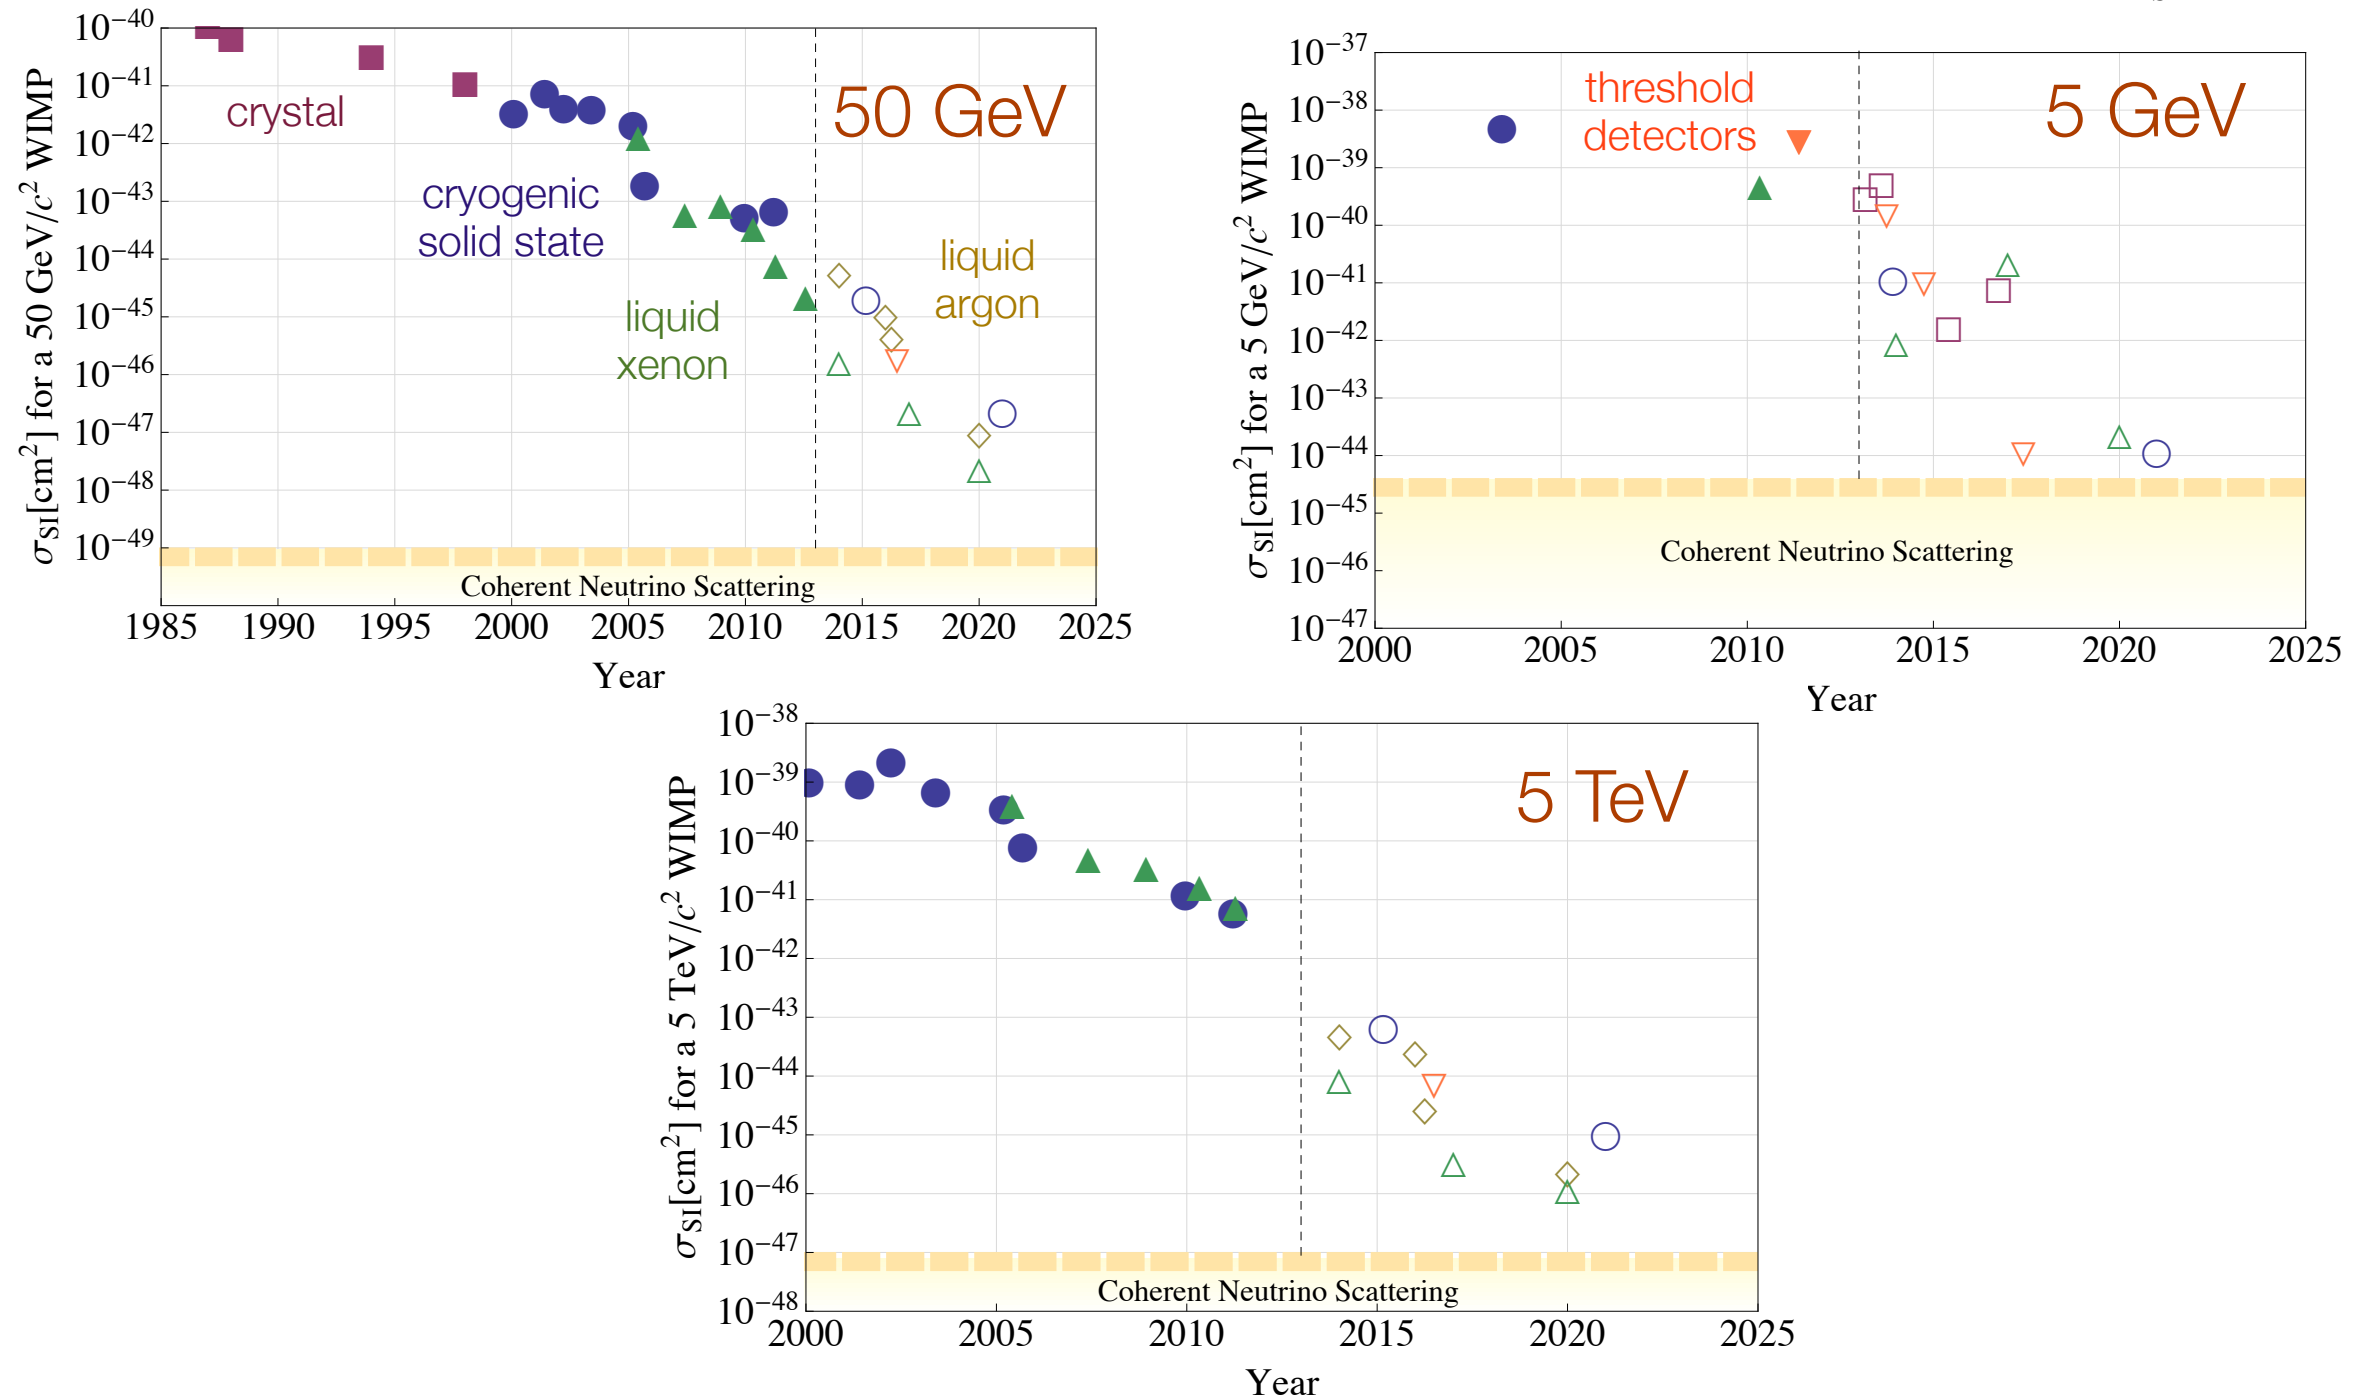 10⁻⁴⁰
10⁻⁴¹
10⁻⁴²
10⁻⁴³
10⁻⁴⁴
10⁻⁴⁵
10⁻⁴⁶
10⁻⁴⁷
10⁻⁴⁸
10⁻⁴⁹
σSI[cm²] for a 50 GeV/c² WIMP
50 GeV
crystal
cryogenic
solid state
liquid
xenon
liquid
argon
Coherent Neutrino Scattering
1985 1990 1995 2000 2005 2010 2015 2020 2025
Year
10⁻³⁷
10⁻³⁸
10⁻³⁹
10⁻⁴⁰
10⁻⁴¹
10⁻⁴²
10⁻⁴³
10⁻⁴⁴
10⁻⁴⁵
10⁻⁴⁶
10⁻⁴⁷
σSI[cm²] for a 5 GeV/c² WIMP
threshold
detectors
5 GeV
Coherent Neutrino Scattering
2000 2005 2010 2015 2020 2025
Year
10⁻³⁸
10⁻³⁹
10⁻⁴⁰
10⁻⁴¹
10⁻⁴²
10⁻⁴³
10⁻⁴⁴
10⁻⁴⁵
10⁻⁴⁶
10⁻⁴⁷
10⁻⁴⁸
σSI[cm²] for a 5 TeV/c² WIMP
5 TeV
Coherent Neutrino Scattering
2000 2005 2010 2015 2020 2025
Year